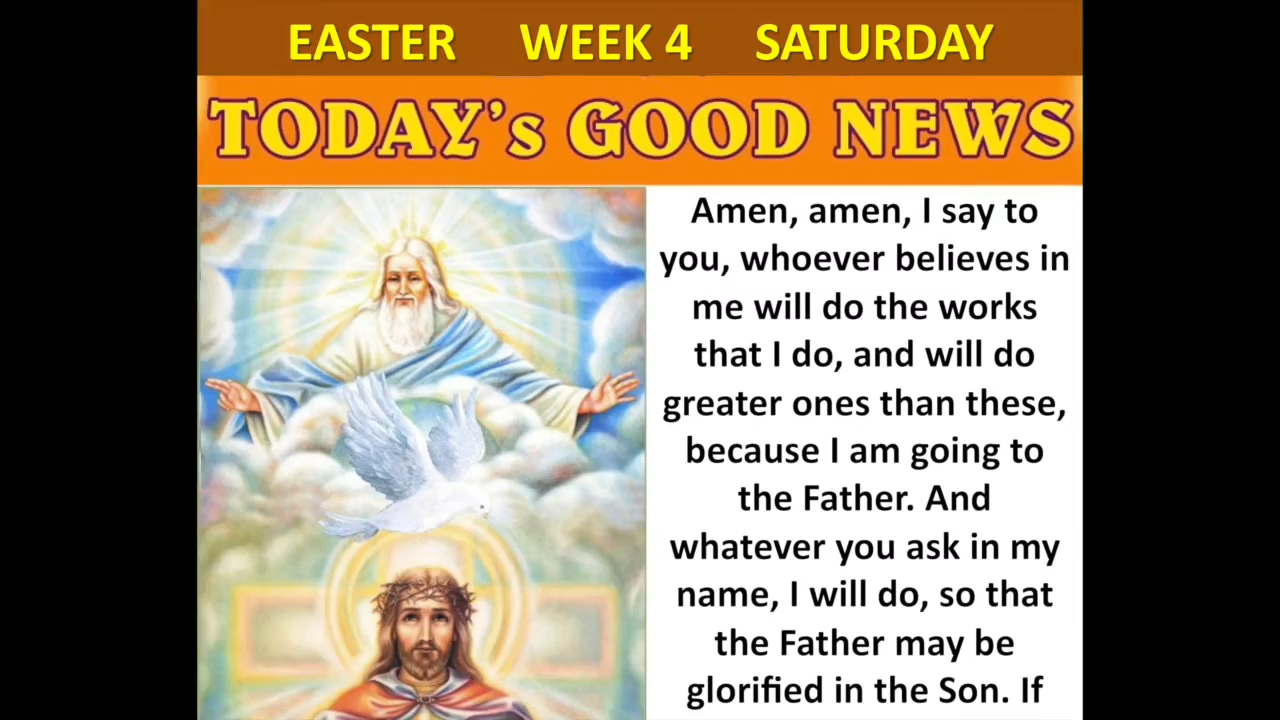 EASTER WEEK 4 SATURDAY
TODAY's GOOD NEWS
Amen, amen, I say to
you, whoever believes in
me will do the works
that I do, and will do
greater ones than these,
because I am going to
the Father. And
whatever you ask in my
name, I will do, so that
the Father may be
glorified in the Son. If